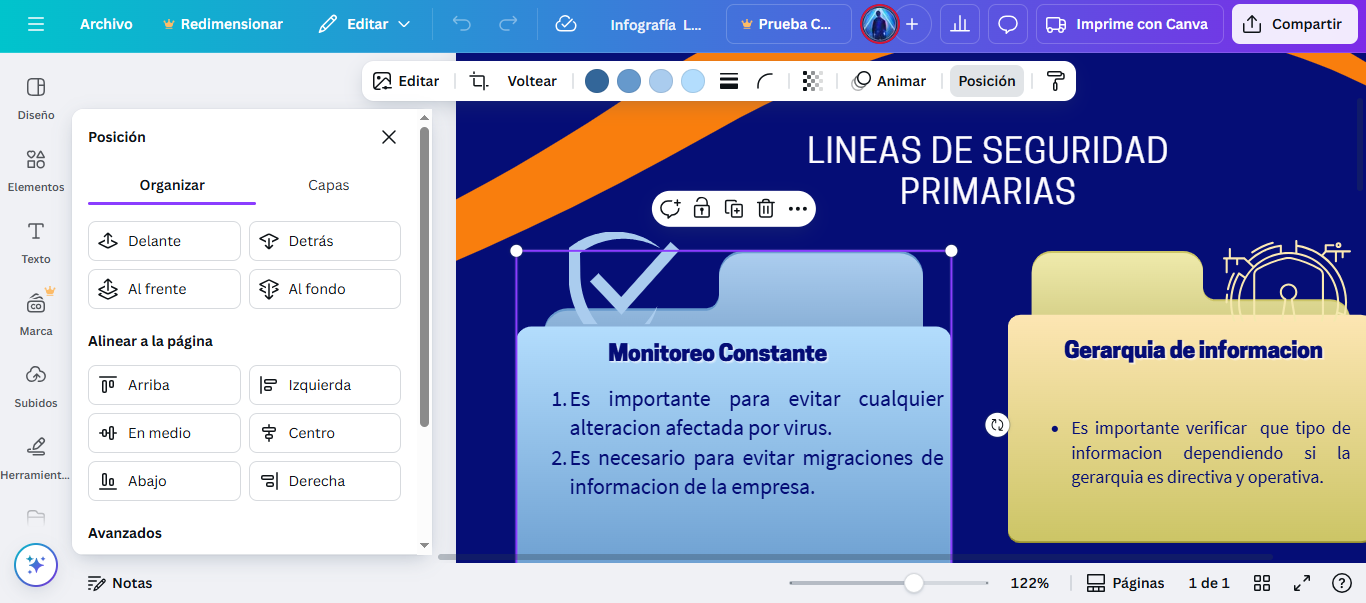 Archivo
Redimensionar
Editar
Infografía L...
Prueba C...
Imprime con Canva
Compartir
Diseño
Elementos
Texto
CO
Marca
Subidos
Herramient...
Editar
Voltear
Animar
Posición
Posición
Organizar
Capas
Delante
Detrás
Al frente
Al fondo
Alinear a la página
Arriba
Izquierda
En medio
Centro
Abajo
Derecha
Avanzados
LINEAS DE SEGURIDAD
PRIMARIAS
Monitoreo Constante
1. Es importante para evitar cualquier
alteracion afectada por virus.
2. Es necesario para evitar migraciones de
informacion de la empresa.
Gerarquia de informacion
• Es importante verificar que tipo de
informacion dependiendo si la
gerarquia es directiva y operativa.
Notas
122%
Páginas
1 de 1